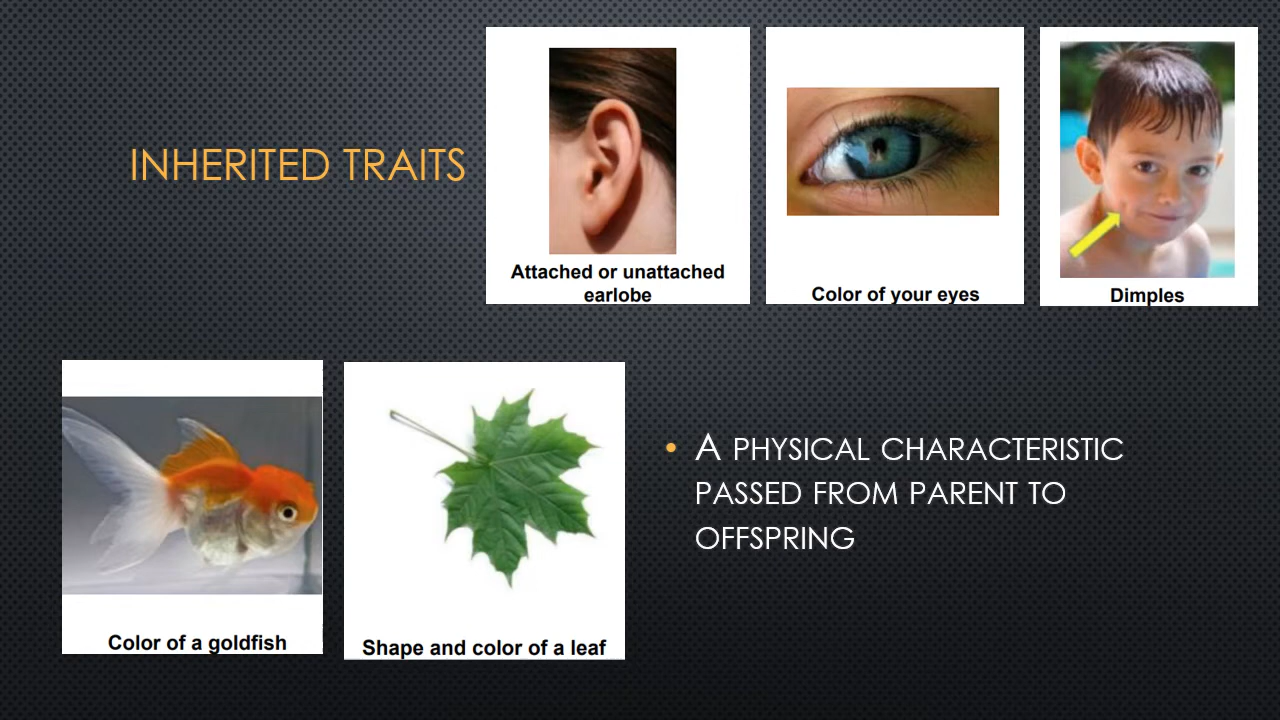 INHERITED TRAITS
Attached or unattached
earlobe
Color of your eyes
Dimples
Color of a goldfish
Shape and color of a leaf
• A PHYSICAL CHARACTERISTIC
PASSED FROM PARENT TO
OFFSPRING